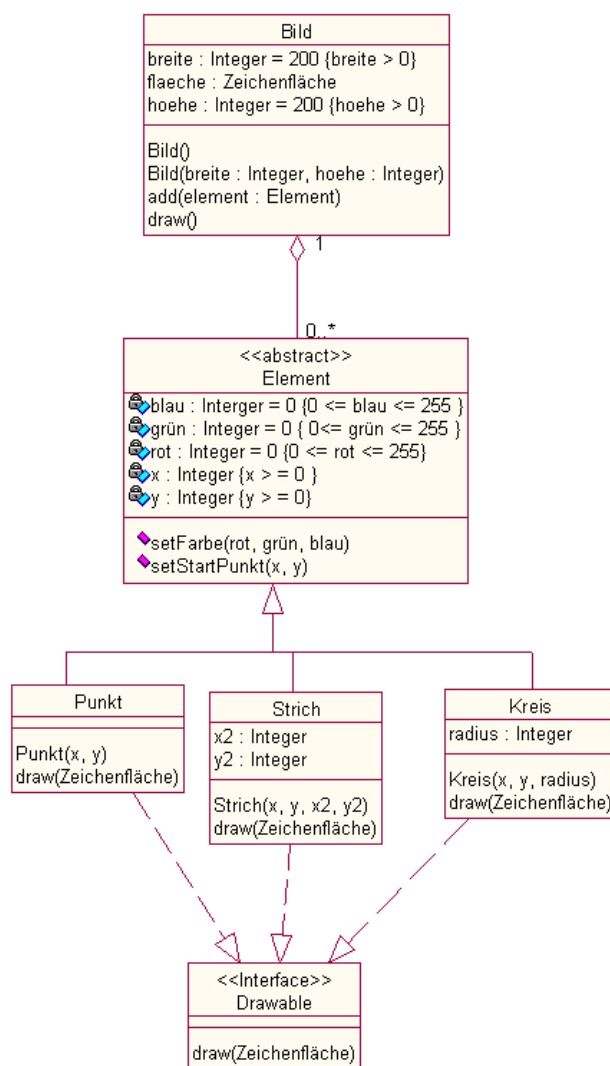 Bild
breite : Integer = 200 {breite > 0}
flaeche : Zeichenfläche
hoehe : Integer = 200 {hoehe > 0}
Bild()
Bild(breite : Integer, hoehe : Integer)
add(element : Element)
draw()
1
0..*
<<abstract>>
Element
blau : Interger = 0 {0 <= blau <= 255 }
grün : Integer = 0 { 0<= grün <= 255 }
rot : Integer = 0 {0 <= rot <= 255}
x : Integer {x > = 0 }
y : Integer {y > = 0}
setFarbe(rot, grün, blau)
setStartPunkt(x, y)
Punkt
Punkt(x, y)
draw(Zeichenfläche)
Strich
x2 : Integer
y2 : Integer
Strich(x, y, x2, y2)
draw(Zeichenfläche)
Kreis
radius : Integer
Kreis(x, y, radius)
draw(Zeichenfläche)
<<Interface>>
Drawable
draw(Zeichenfläche)